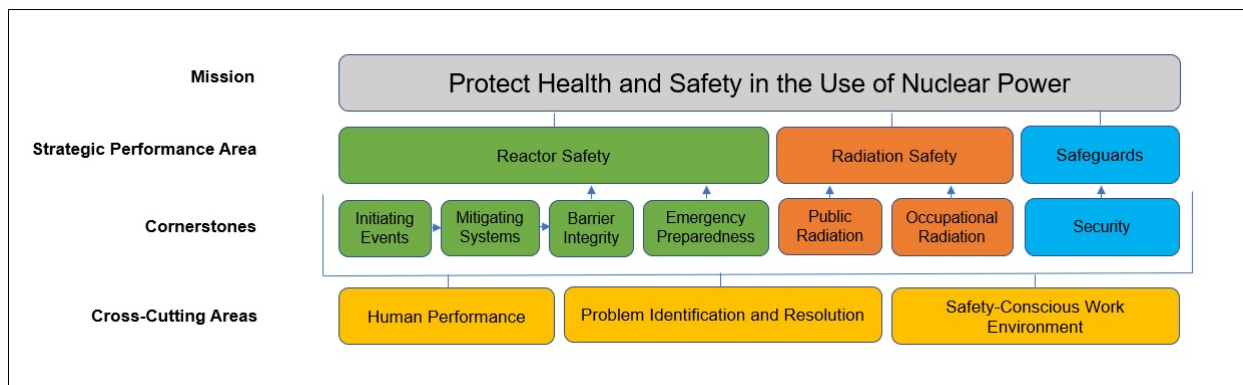 Mission
Protect Health and Safety in the Use of Nuclear Power
Strategic Performance Area
Reactor Safety
Radiation Safety
Safeguards
Cornerstones
Initiating
Events
Mitigating
Systems
Barrier
Integrity
Emergency
Preparedness
Public
Radiation
Occupational
Radiation
Security
Cross-Cutting Areas
Human Performance
Problem Identification and Resolution
Safety-Conscious Work
Environment